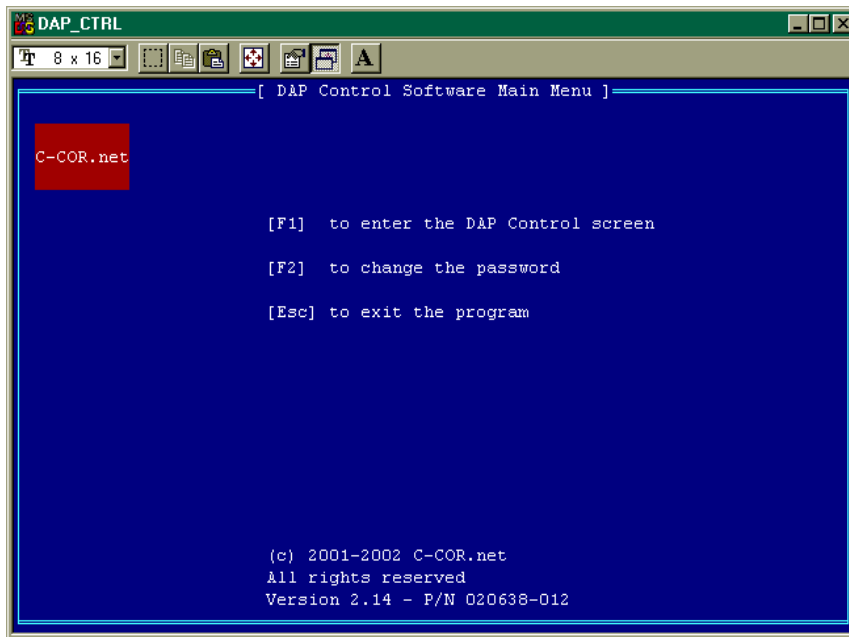 DAP_CTRL
8 x 16 A
[ DAP Control Software Main Menu ]
C-COR.net
[F1] to enter the DAP Control screen
[F2] to change the password
[Esc] to exit the program
(c) 2001-2002 C-COR.net
All rights reserved
Version 2.14 - P/N 020638-012